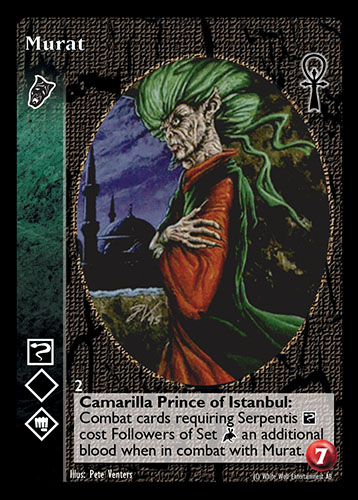 Murat
2
Camarilla Prince of Istanbul:
Combat cards requiring Serpentis
cost Followers of Set an additional
blood when in combat with Murat.
7
Illus: Pete Venters